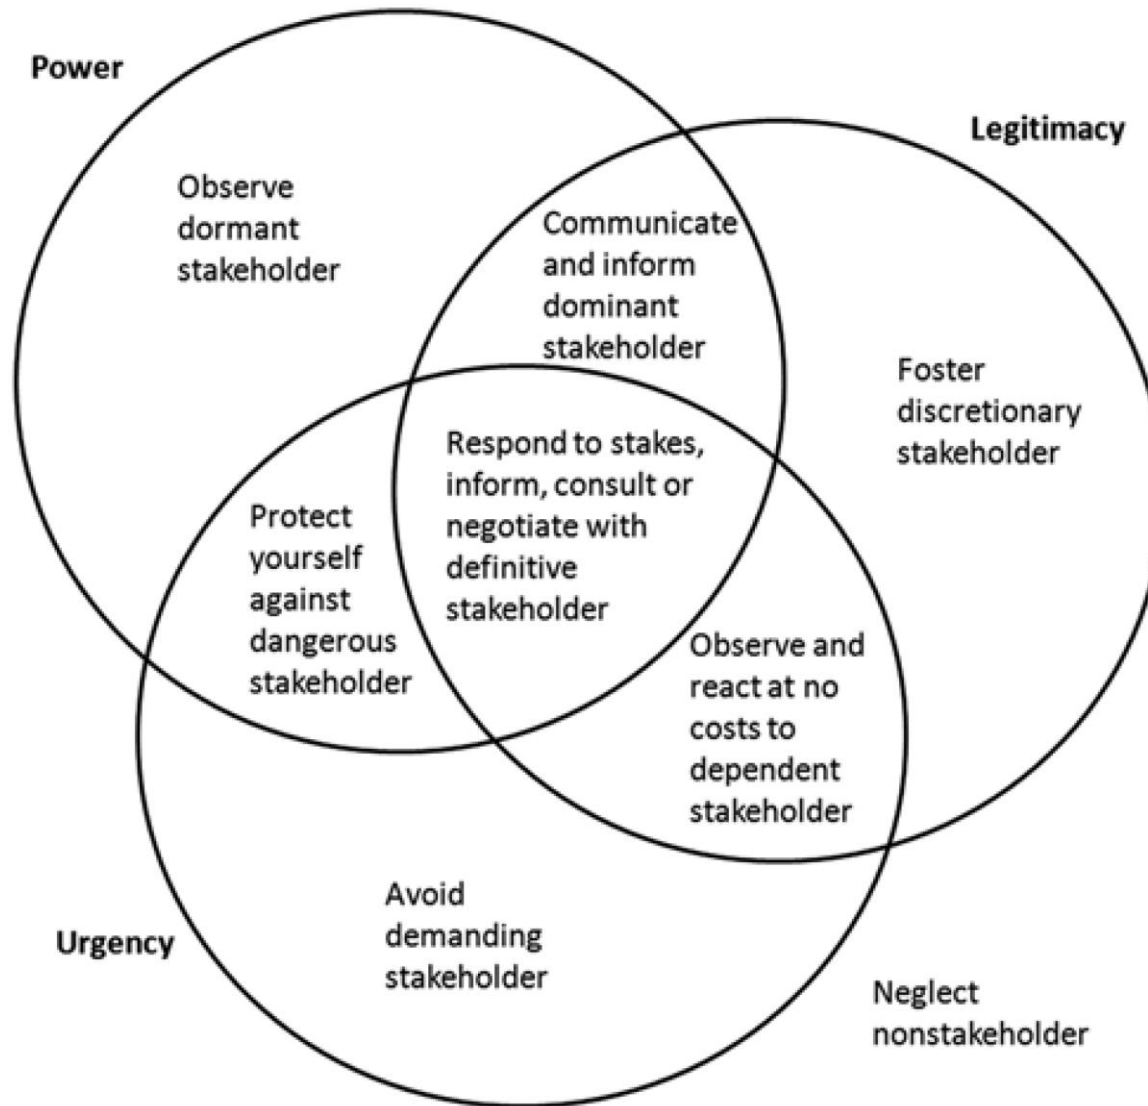 Power
Legitimacy
Observe
dormant
stakeholder
Communicate
and inform
dominant
stakeholder
Foster
discretionary
stakeholder
Respond to stakes,
inform, consult or
negotiate with
definitive
stakeholder
Protect
yourself
against
dangerous
stakeholder
Observe and
react at no
costs to
dependent
stakeholder
Avoid
demanding
stakeholder
Urgency
Neglect
nonstakeholder